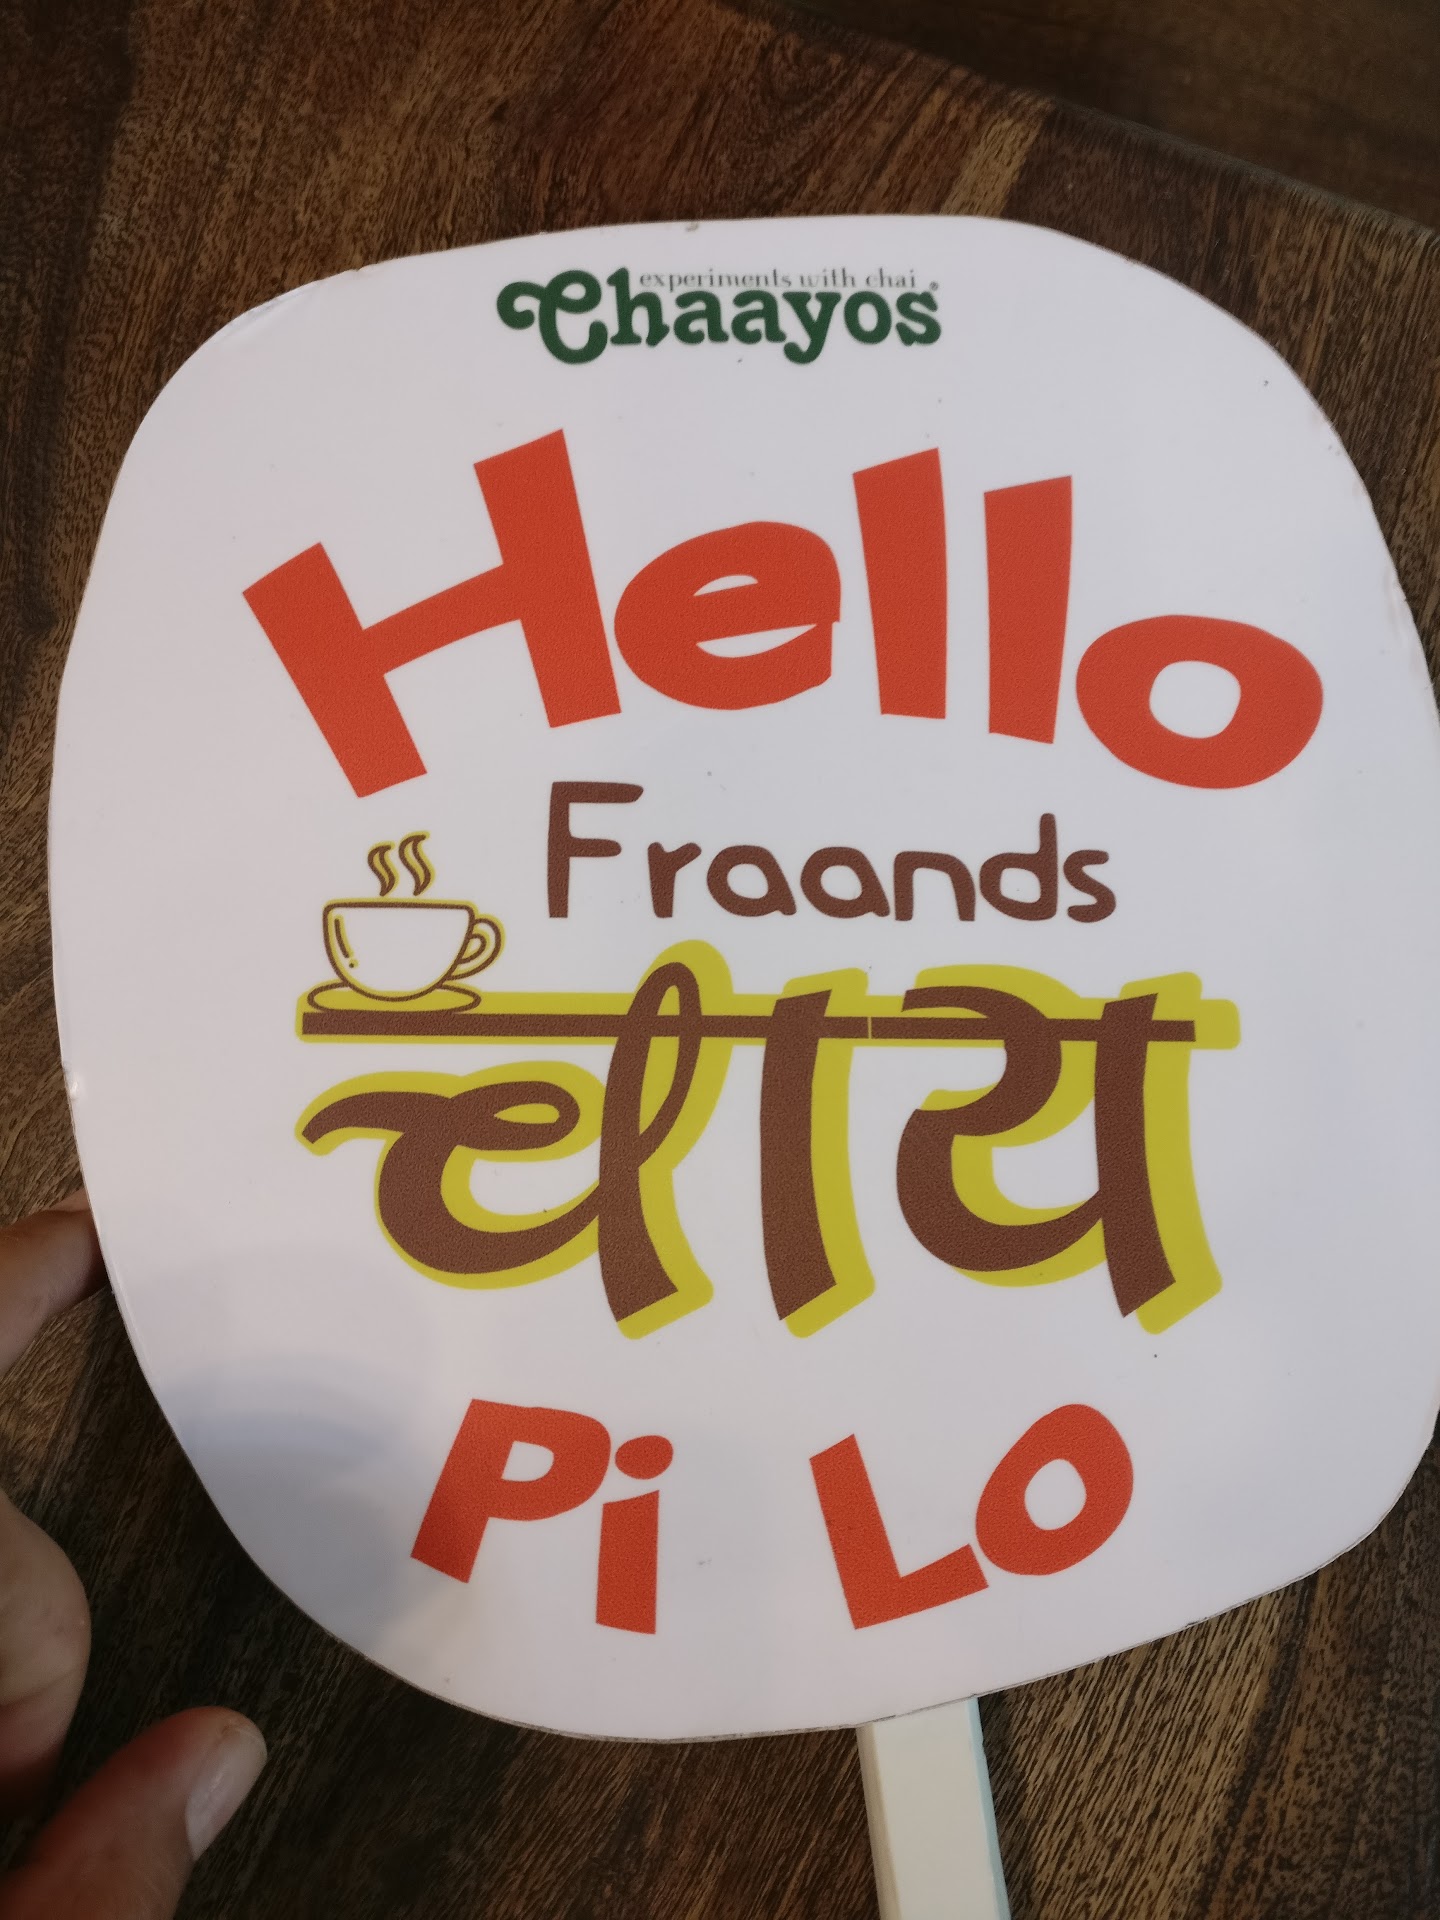 experiments with chai
Chaayos®
Hello
Fraands
चाय
Pi Lo